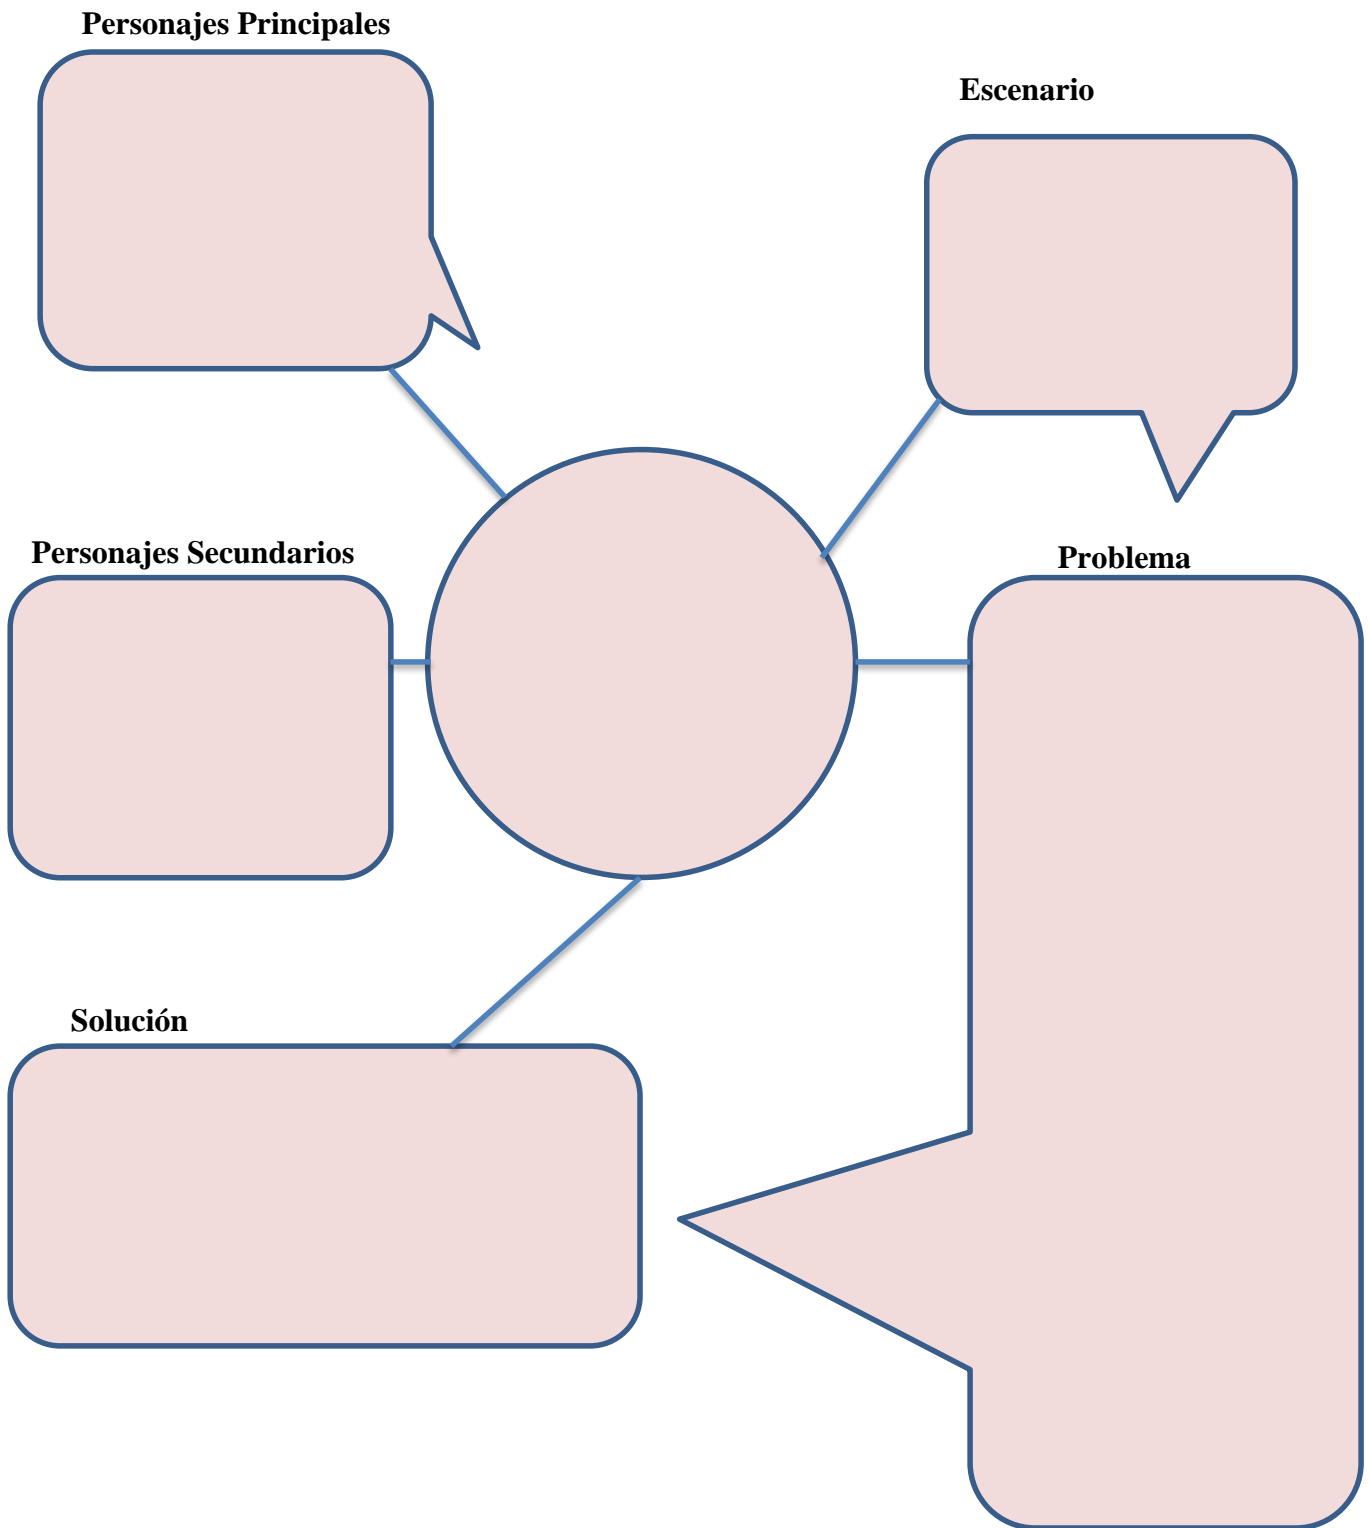 Personajes Principales
Escenario
Personajes Secundarios
Problema
Solución